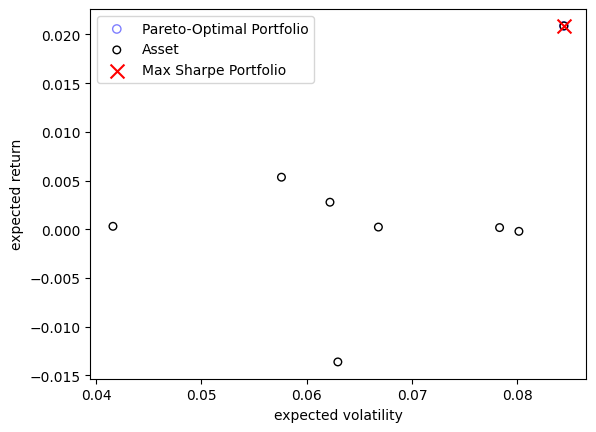 Pareto-Optimal Portfolio
Asset
Max Sharpe Portfolio
0.020
0.015
0.010
0.005
0.000
−0.005
−0.010
−0.015
expected return
0.04
0.05
0.06
0.07
0.08
expected volatility